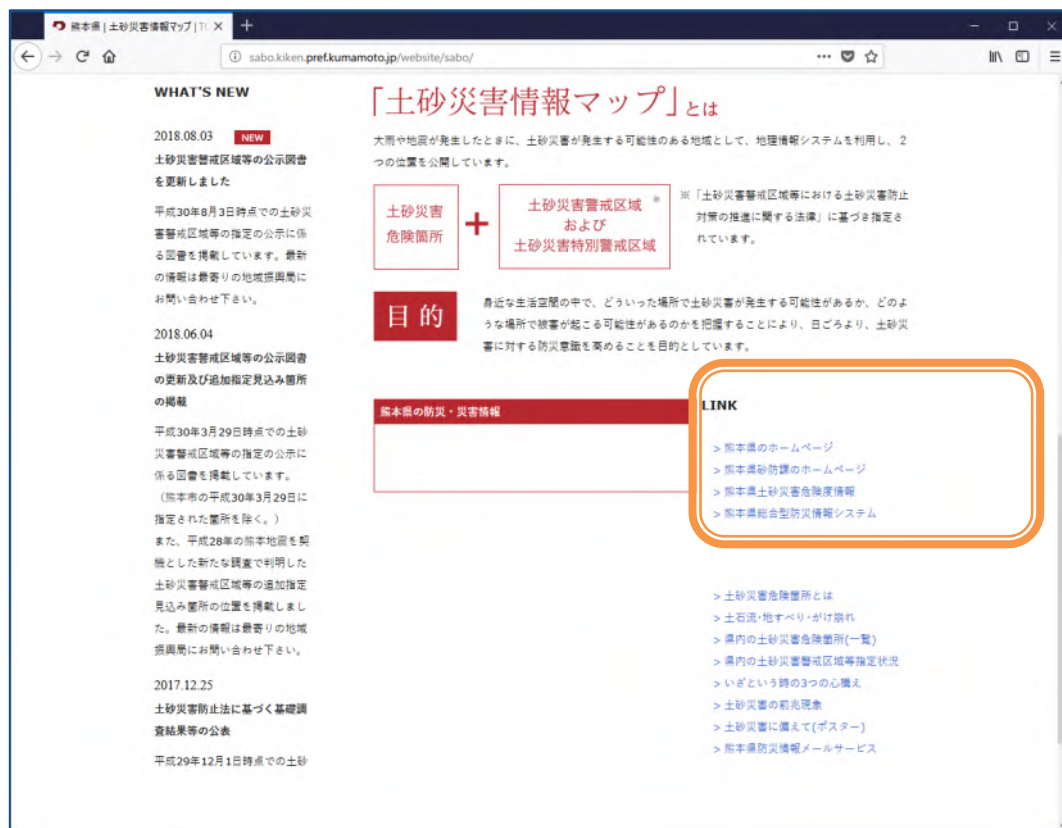 熊本県 | 土砂災害情報マップ | TO
sabo.kiken.pref.kumamoto.jp/website/sabo/
WHAT'S NEW
2018.08.03 NEW
土砂災害警戒区域等の公示図書
を更新しました
平成30年8月3日時点での土砂災
害警戒区域等の指定の公示に係
る図書を掲載しています。最新
の情報は最寄りの地域振興局に
お問い合わせ下さい。
2018.06.04
土砂災害警戒区域等の公示図書
の更新及び追加指定見込み箇所
の掲載
平成30年3月29日時点での土砂
災害警戒区域等の指定の公示に
係る図書を掲載しています。
（熊本市の平成30年3月29日に
指定された箇所を除く。）
また、平成28年の熊本地震を契
機とした新たな調査で判明した
土砂災害警戒区域等の追加指定
見込み箇所の位置を掲載しまし
た。最新の情報は最寄りの地域
振興局にお問い合わせ下さい。
2017.12.25
土砂災害防止法に基づく基礎調
査結果等の公表
平成29年12月1日時点での土砂
「土砂災害情報マップ」とは
大雨や地震が発生したときに、土砂災害が発生する可能性のある地域として、地理情報システムを利用し、2
つの位置を公開しています。
土砂災害
危険箇所
+
土砂災害警戒区域 ※
および
土砂災害特別警戒区域
※「土砂災害警戒区域等における土砂災害防止
対策の推進に関する法律」に基づき指定さ
れています。
目的
身近な生活空間の中で、どういった場所で土砂災害が発生する可能性があるか、どのよ
うな場所で被害が起こる可能性があるのかを把握することにより、日ごろより、土砂災
害に対する防災意識を高めることを目的としています。
熊本県の防災・災害情報
LINK
> 熊本県のホームページ
> 熊本県砂防課のホームページ
> 熊本県土砂災害危険度情報
> 熊本県総合型防災情報システム
> 土砂災害危険箇所とは
> 土石流･地すべり･がけ崩れ
> 県内の土砂災害危険箇所(一覧)
> 県内の土砂災害警戒区域等指定状況
> いざという時の3つの心構え
> 土砂災害の前兆現象
> 土砂災害に備えて(ポスター)
> 熊本県防災情報メールサービス